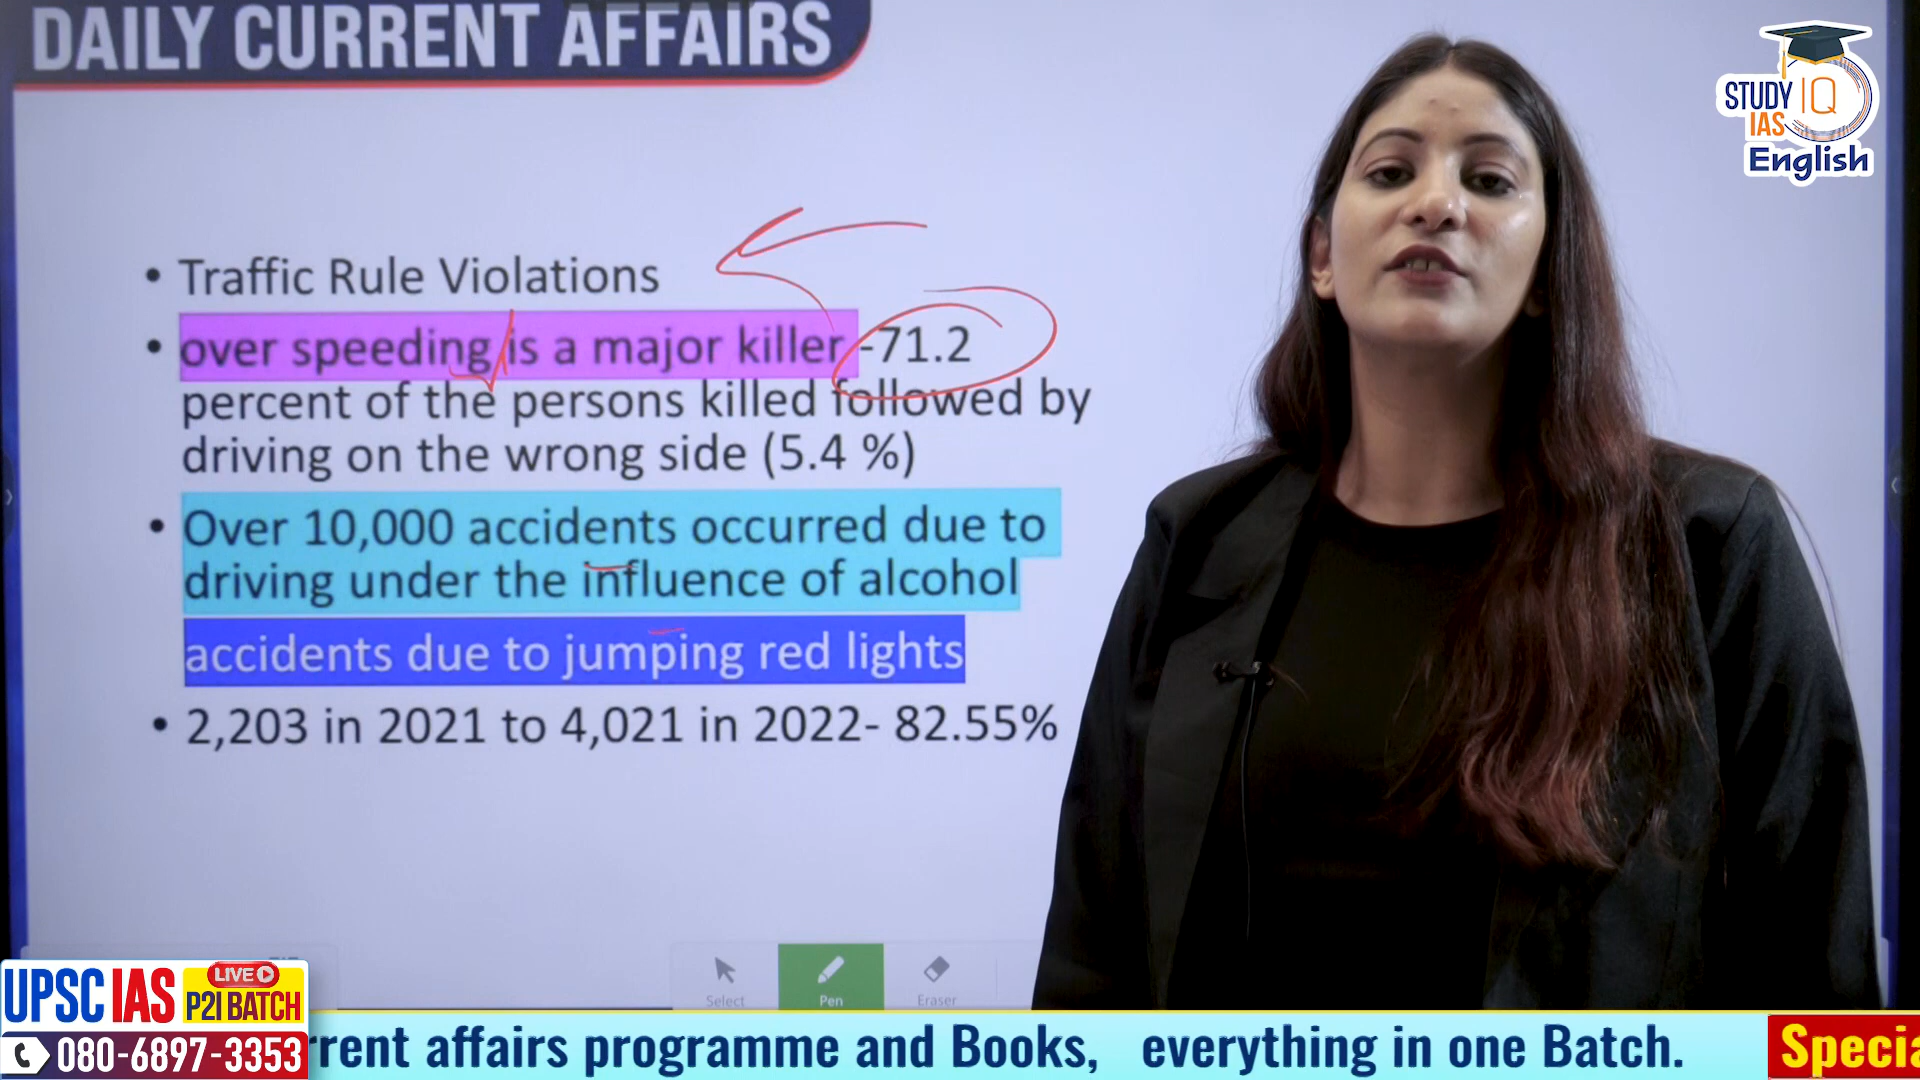 DAILY CURRENT AFFAIRS
STUDY IQ
IAS
English
• Traffic Rule Violations
• over speeding is a major killer -71.2
percent of the persons killed followed by
driving on the wrong side (5.4 %)
• Over 10,000 accidents occurred due to
driving under the influence of alcohol
accidents due to jumping red lights
• 2,203 in 2021 to 4,021 in 2022- 82.55%
Select
Pen
Eraser
UPSC IAS
LIVE
P2I BATCH
080-6897-3353
rrent affairs programme and Books, everything in one Batch.
Specia